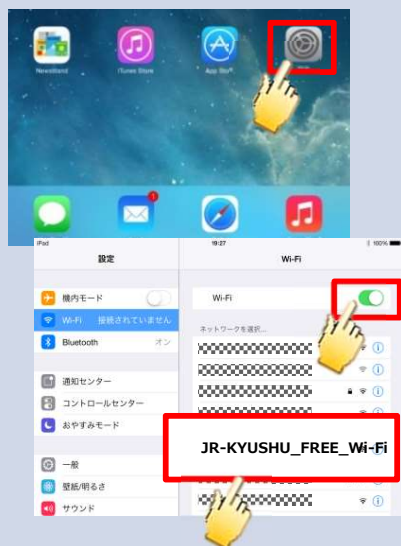 Newsstand
iTunes Store
App Store
1
iPad
19:27
100%
設定
Wi-Fi
機内モード
Wi-Fi 接続されていません
Bluetooth オン
通知センター
コントロールセンター
おやすみモード
一般
壁紙/明るさ
サウンド
Wi-Fi
ネットワークを選択...
JR-KYUSHU_FREE_Wi-Fi